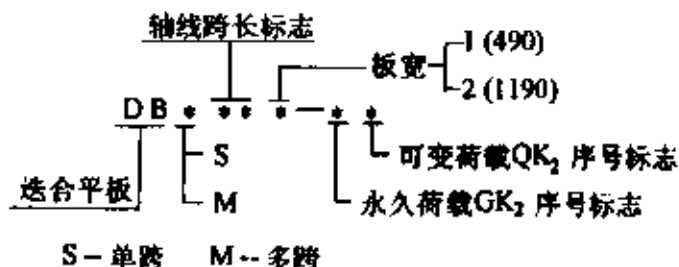 轴线跨长标志
板宽
1 (490)
2 (1190)
DB * ** * - * *
S
M
迭合平板
可变荷载QK₂ 序号标志
永久荷载GK₂ 序号标志
S - 单跨 M -- 多跨